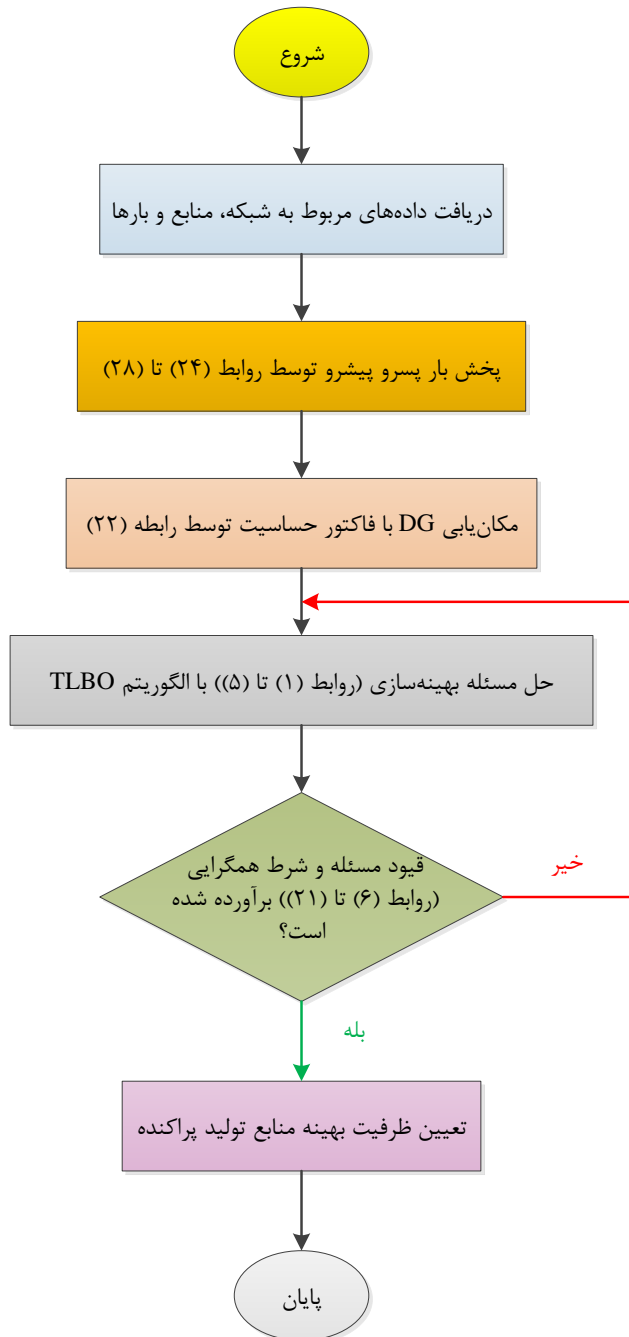 شروع
دریافت داده‌های مربوط به شبکه، منابع و بارها
پخش بار پسرو پیشرو توسط روابط (۲۴) تا (۲۸)
مکان‌یابی DG با فاکتور حساسیت توسط رابطه (۲۲)
حل مسئله بهینه‌سازی (روابط (۱) تا (۵)) با الگوریتم TLBO
قیود مسئله و شرط همگرایی
(روابط (۶) تا (۲۱)) برآورده شده
است؟
خیر
بله
تعیین ظرفیت بهینه منابع تولید پراکنده
پایان